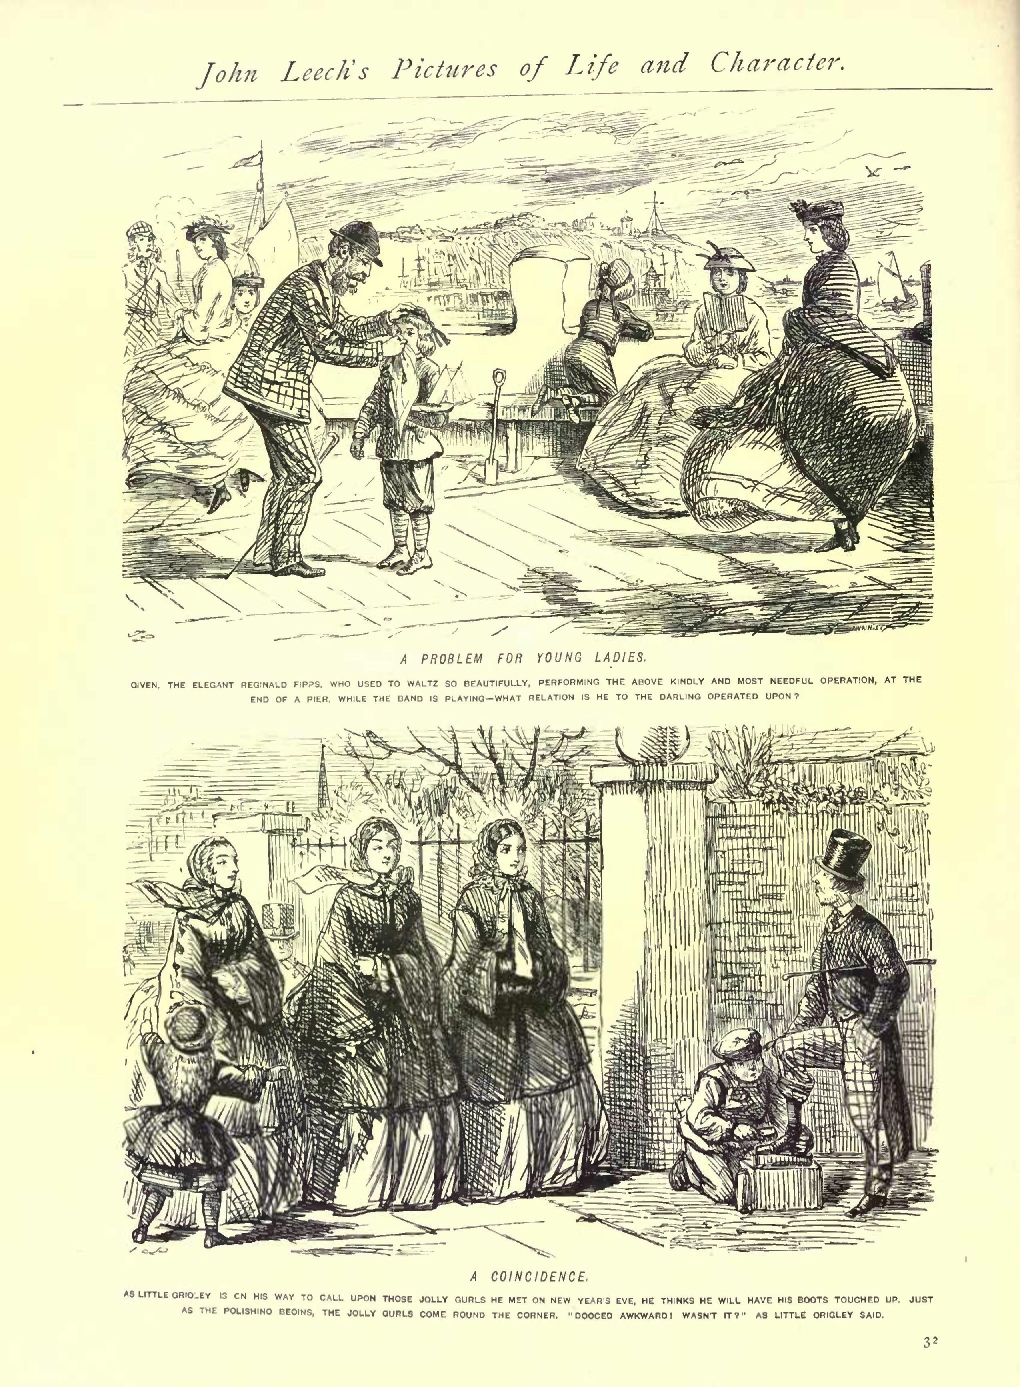 John Leech's Pictures of Life and Character.
A PROBLEM FOR YOUNG LADIES.
GIVEN, THE ELEGANT REGINALD FIPPS, WHO USED TO WALTZ SO BEAUTIFULLY, PERFORMING THE ABOVE KINDLY AND MOST NEEDFUL OPERATION, AT THE
END OF A PIER, WHILE THE BAND IS PLAYING—WHAT RELATION IS HE TO THE DARLING OPERATED UPON?
A COINCIDENCE.
AS LITTLE GRIGLEY IS ON HIS WAY TO CALL UPON THOSE JOLLY GURLS HE MET ON NEW YEAR'S EVE, HE THINKS HE WILL HAVE HIS BOOTS TOUCHED UP. JUST
AS THE POLISHING BEGINS, THE JOLLY GURLS COME ROUND THE CORNER. "DOOCED AWKWARD! WASN'T IT?" AS LITTLE GRIGLEY SAID.
32